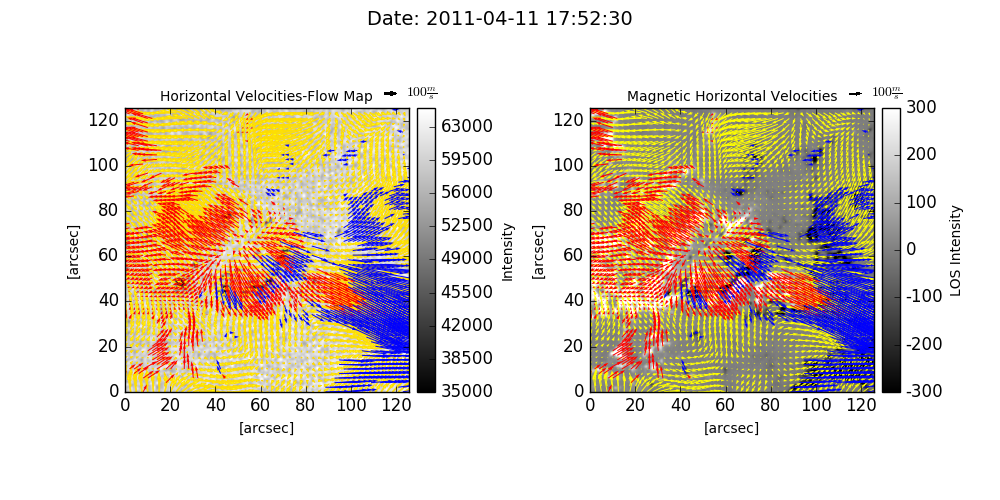 Date: 2011-04-11 17:52:30
Horizontal Velocities-Flow Map
100 m/s
120
100
80
60
40
20
0
0 20 40 60 80 100 120
[arcsec]
[arcsec]
63000
59500
56000
52500
49000
45500
42000
38500
35000
Intensity
Magnetic Horizontal Velocities
100 m/s
120
100
80
60
40
20
0
0 20 40 60 80 100 120
[arcsec]
[arcsec]
300
200
100
0
-100
-200
-300
LOS Intensity